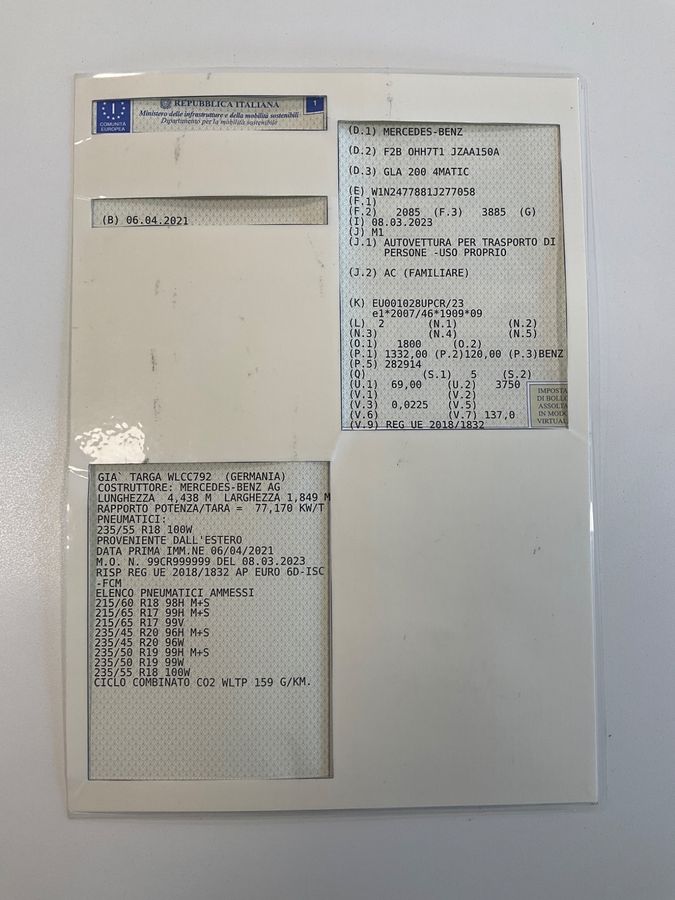 COMUNITA EUROPEA
REPUBBLICA ITALIANA
1
Ministero delle infrastrutture e della mobilità sostenibili
Dipartimento per la mobilità sostenibile
(B) 06.04.2021
(D.1) MERCEDES-BENZ
(D.2) F2B OHH7T1 JZAA150A
(D.3) GLA 200 4MATIC
(E) W1N2477881J277058
(F.1)
(F.2) 2085 (F.3) 3885 (G)
(I) 08.03.2023
(J) M1
(J.1) AUTOVETTURA PER TRASPORTO DI
PERSONE -USO PROPRIO
(J.2) AC (FAMILIARE)
(K) EU001028UPCR/23
e1*2007/46*1909*09
(L) 2 (N.1) (N.2)
(N.3) (N.4) (N.5)
(O.1) 1800 (O.2)
(P.1) 1332,00 (P.2)120,00 (P.3)BENZ
(P.5) 282914
(Q) (S.1) 5 (S.2)
(U.1) 69,00 (U.2) 3750
(V.1) (V.2)
(V.3) 0,0225 (V.5)
(V.6) (V.7) 137,0
(V.9) REG UE 2018/1832
IMPOSTA
DI BOLLO
ASSOLTA
IN MODO
VIRTUAL
GIA` TARGA WLCC792 (GERMANIA)
COSTRUTTORE: MERCEDES-BENZ AG
LUNGHEZZA 4,438 M LARGHEZZA 1,849 M
RAPPORTO POTENZA/TARA = 77,170 KW/T
PNEUMATICI:
235/55 R18 100W
PROVENIENTE DALL'ESTERO
DATA PRIMA IMM.NE 06/04/2021
M.O. N. 99CR999999 DEL 08.03.2023
RISP REG UE 2018/1832 AP EURO 6D-ISC
-FCM
ELENCO PNEUMATICI AMMESSI
215/60 R18 98H M+S
215/65 R17 99H M+S
215/65 R17 99V
235/45 R20 96H M+S
235/45 R20 96W
235/50 R19 99H M+S
235/50 R19 99W
235/55 R18 100W
CICLO COMBINATO CO2 WLTP 159 G/KM.